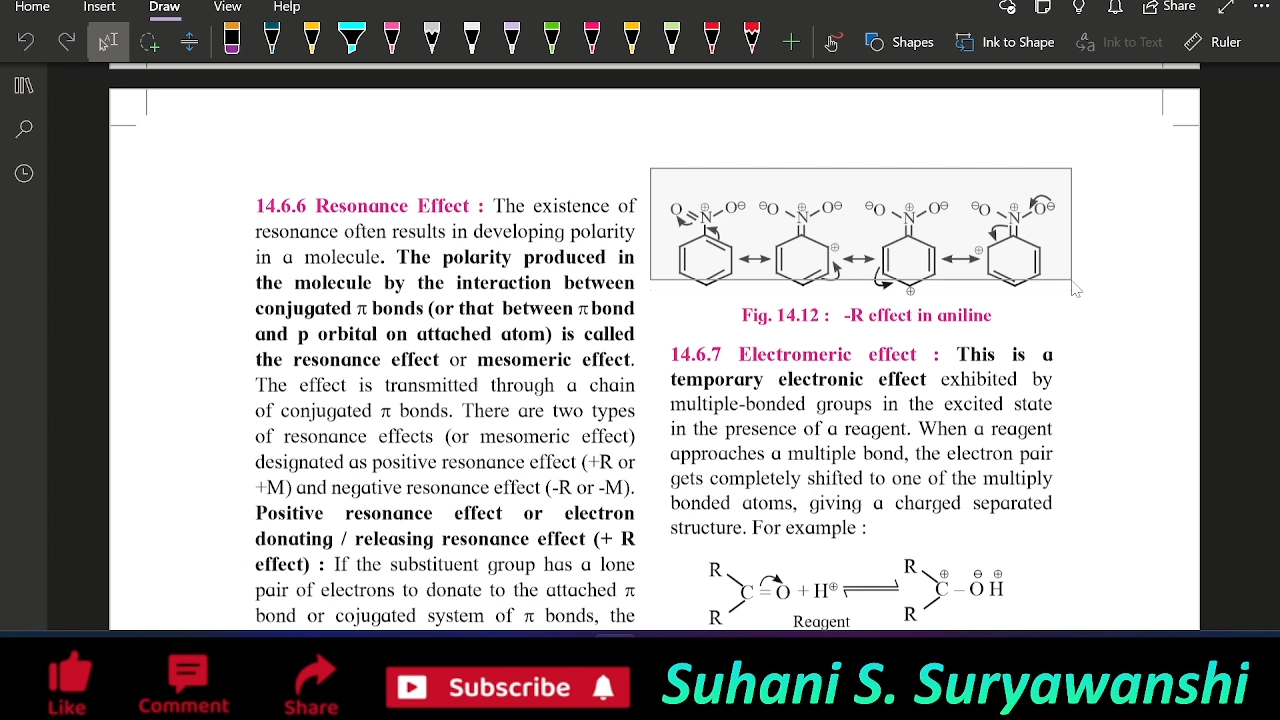 Home Insert Draw View Help
Share
Shapes Ink to Shape Ink to Text Ruler
14.6.6 Resonance Effect : The existence of
resonance often results in developing polarity
in a molecule. The polarity produced in
the molecule by the interaction between
conjugated π bonds (or that between π bond
and p orbital on attached atom) is called
the resonance effect or mesomeric effect.
The effect is transmitted through a chain
of conjugated π bonds. There are two types
of resonance effects (or mesomeric effect)
designated as positive resonance effect (+R or
+M) and negative resonance effect (-R or -M).
Positive resonance effect or electron
donating / releasing resonance effect (+ R
effect) : If the substituent group has a lone
pair of electrons to donate to the attached π
bond or cojugated system of π bonds, the
O N⊕ O⊖ ⊖O N⊕ O⊖ ⊖O N⊕ O⊖ ⊖O N⊕ O⊖
⊕ ⊕
⊕
Fig. 14.12 : -R effect in aniline
14.6.7 Electromeric effect : This is a
temporary electronic effect exhibited by
multiple-bonded groups in the excited state
in the presence of a reagent. When a reagent
approaches a multiple bond, the electron pair
gets completely shifted to one of the multiply
bonded atoms, giving a charged separated
structure. For example :
R R
⊕ ⊖ ⊕
C = O + H⊕ ⇌ C – O H
R R
Reagent
Like Comment Share
Subscribe
Suhani S. Suryawanshi